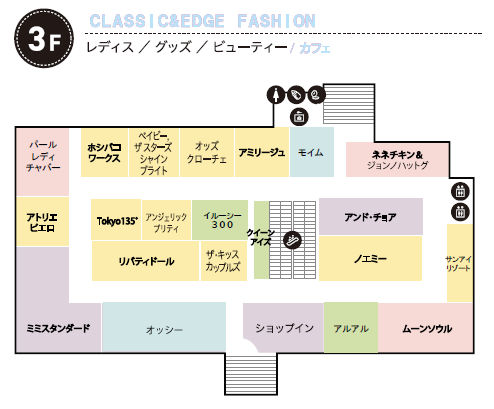 3F
CLASSIC&EDGE FASHION
レディス ／ グッズ ／ ビューティー / カフェ
パール
レディ
チャバー
ホシバコ
ワークス
ベイビー,
ザ スターズ
シャイン
ブライト
オッズ
クローチェ
アミリージュ
モイム
ネネチキン＆
ジョンノハットグ
アトリエ
ピエロ
Tokyo135°
アンジェリック
プリティ
イルーシー
３００
クイーン
アイズ
アンド・チョア
リバティドール
ザ・キッス
カップルズ
ノエミー
サンアイ
リゾート
ミミスタンダード
オッシー
ショップイン
アルアル
ムーンソウル